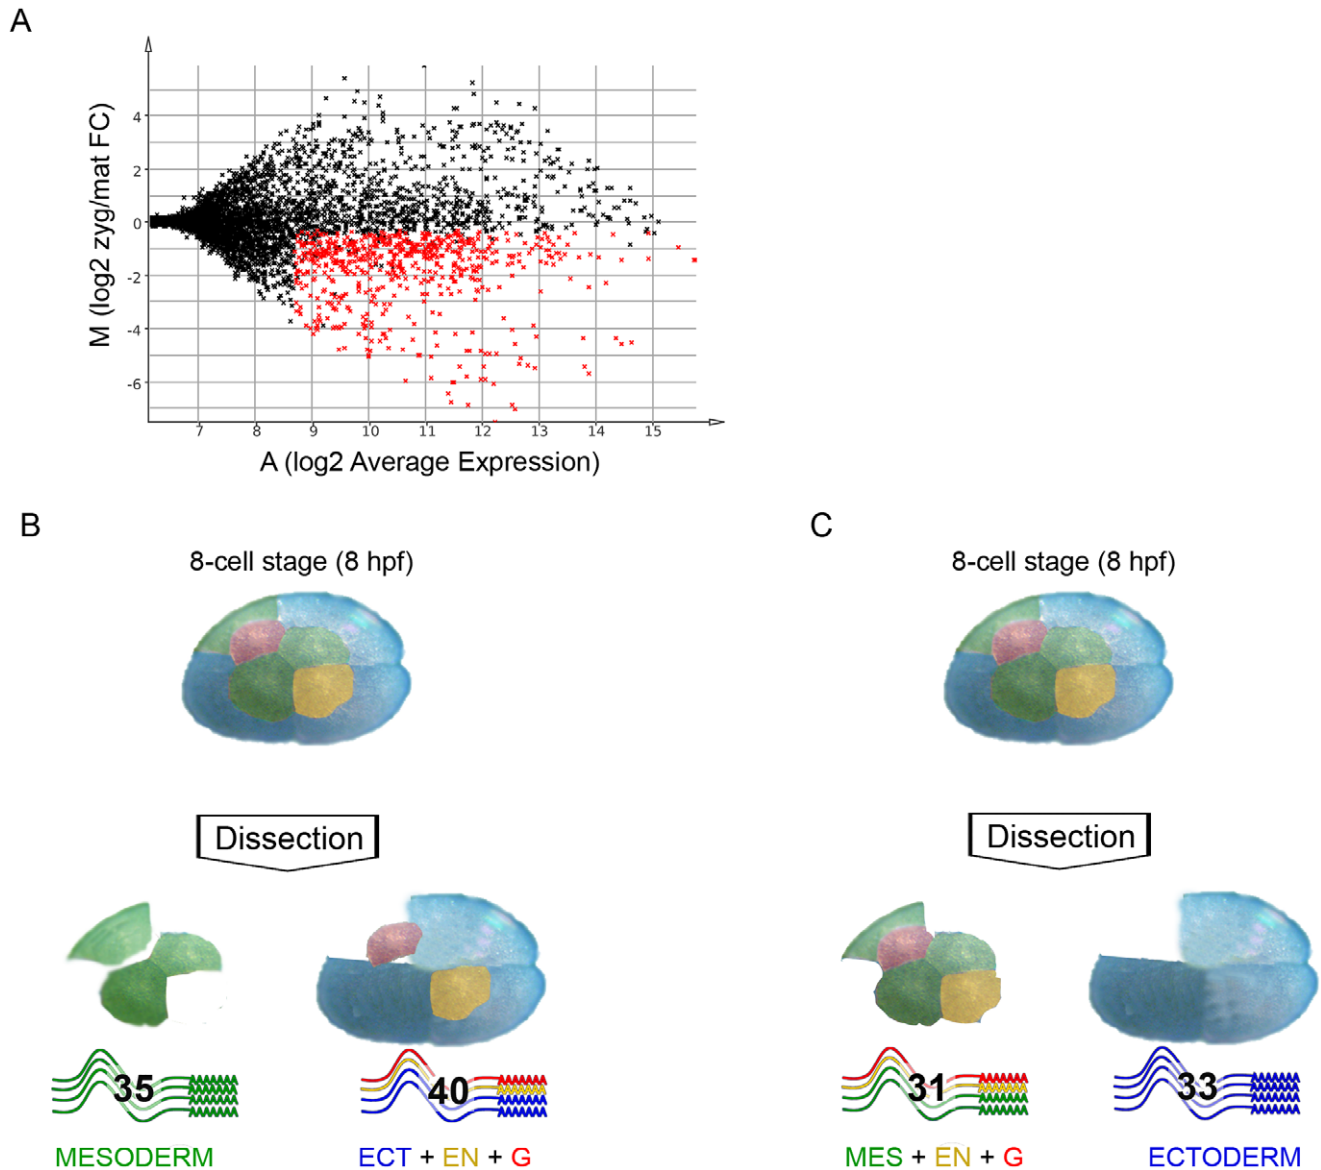 A
M (log2 zyg/mat FC)
4
2
0
-2
-4
-6
7 8 9 10 11 12 13 14 15
A (log2 Average Expression)
B
C
8-cell stage (8 hpf)
8-cell stage (8 hpf)
Dissection
Dissection
35
40
31
33
MESODERM
ECT + EN + G
MES + EN + G
ECTODERM